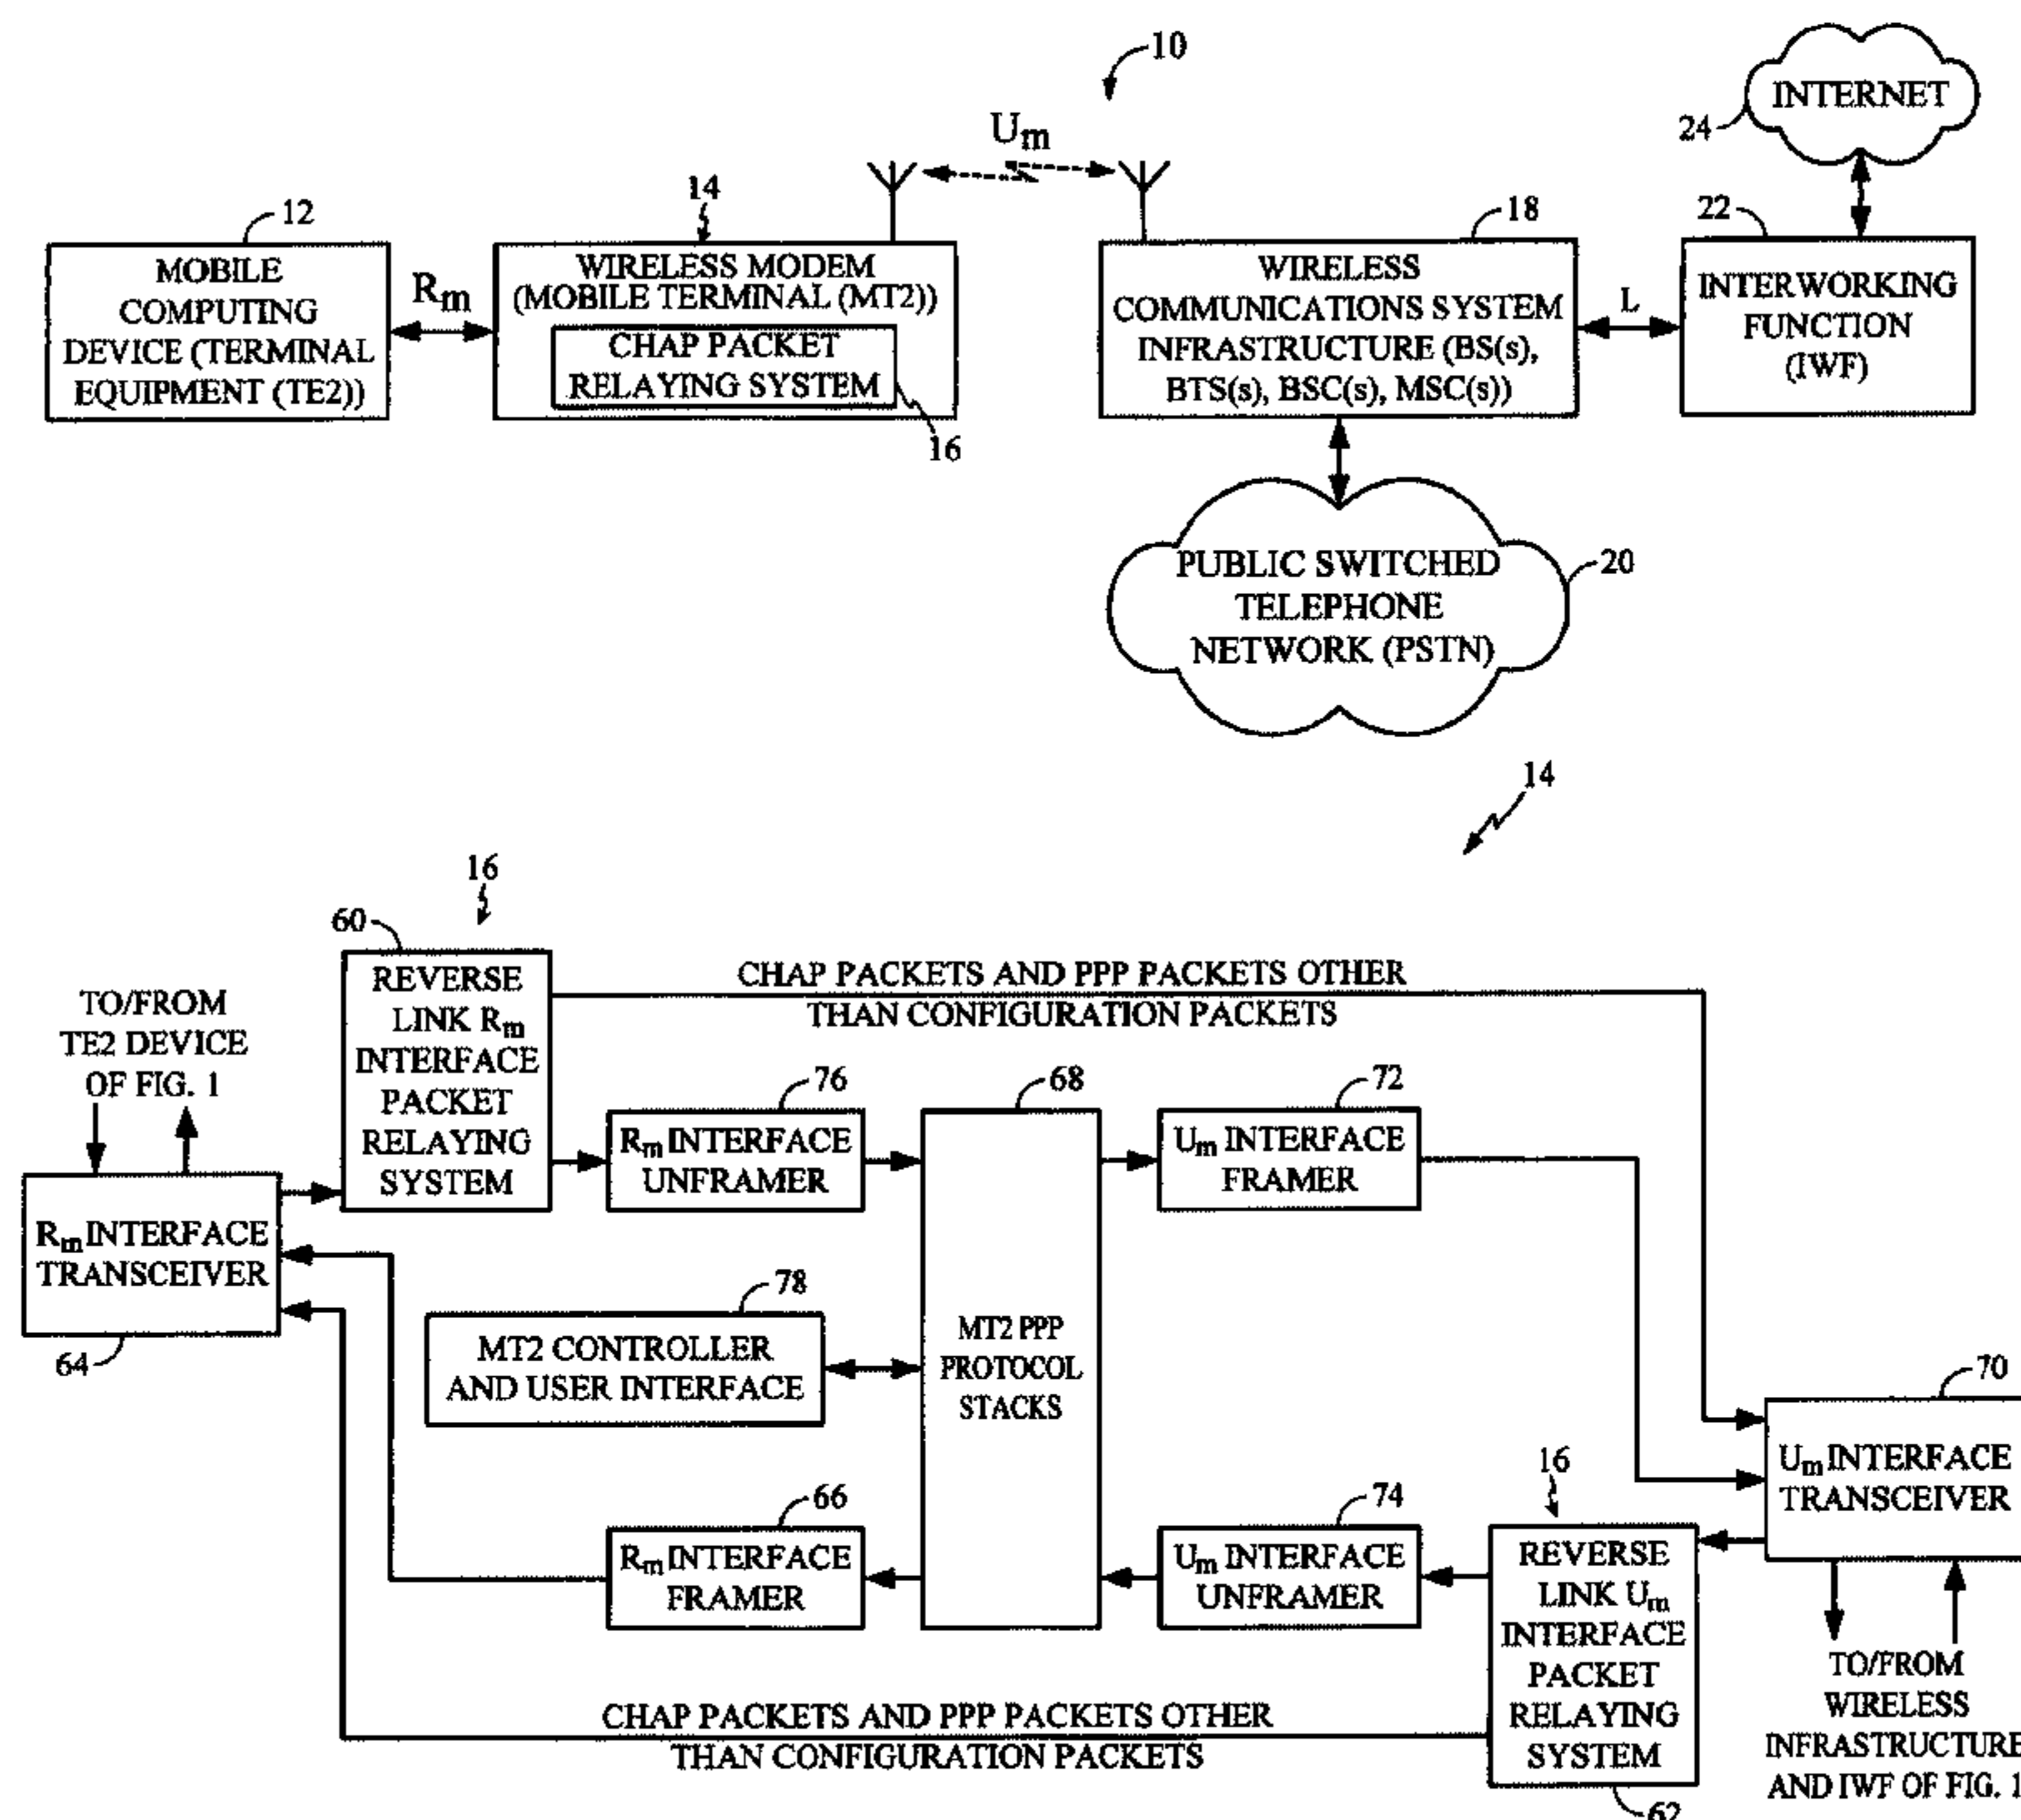 10
INTERNET
24
Um
14
12
18
22
MOBILE
COMPUTING
DEVICE (TERMINAL
EQUIPMENT (TE2))
Rm
WIRELESS MODEM
(MOBILE TERMINAL (MT2))
CHAP PACKET
RELAYING SYSTEM
16
WIRELESS
COMMUNICATIONS SYSTEM
INFRASTRUCTURE (BS(s),
BTS(s), BSC(s), MSC(s))
L
INTERWORKING
FUNCTION
(IWF)
PUBLIC SWITCHED
TELEPHONE
NETWORK (PSTN)
20
14
16
60
REVERSE
LINK Rm
INTERFACE
PACKET
RELAYING
SYSTEM
CHAP PACKETS AND PPP PACKETS OTHER
THAN CONFIGURATION PACKETS
TO/FROM
TE2 DEVICE
OF FIG. 1
76
68
72
Rm INTERFACE
UNFRAMER
Um INTERFACE
FRAMER
Rm INTERFACE
TRANSCEIVER
64
78
MT2 CONTROLLER
AND USER INTERFACE
MT2 PPP
PROTOCOL
STACKS
70
Um INTERFACE
TRANSCEIVER
16
66
74
Rm INTERFACE
FRAMER
Um INTERFACE
UNFRAMER
REVERSE
LINK Um
INTERFACE
PACKET
RELAYING
SYSTEM
62
CHAP PACKETS AND PPP PACKETS OTHER
THAN CONFIGURATION PACKETS
TO/FROM
WIRELESS
INFRASTRUCTURE
AND IWF OF FIG. 1